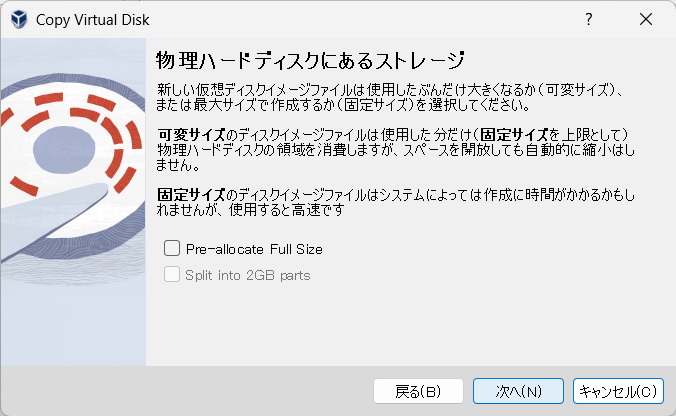 Copy Virtual Disk
物理ハードディスクにあるストレージ
新しい仮想ディスクイメージファイルは使用したぶんだけ大きくなるか(可変サイズ)、
または最大サイズで作成するか(固定サイズ)を選択してください。
可変サイズのディスクイメージファイルは使用した分だけ(固定サイズを上限として)
物理ハードディスクの領域を消費しますが、スペースを開放しても自動的に縮小はし
ません。
固定サイズのディスクイメージファイルはシステムによっては作成に時間がかかるかもし
れませんが、使用すると高速です
Pre-allocate Full Size
Split into 2GB parts
戻る(B)
次へ(N)
キャンセル(C)